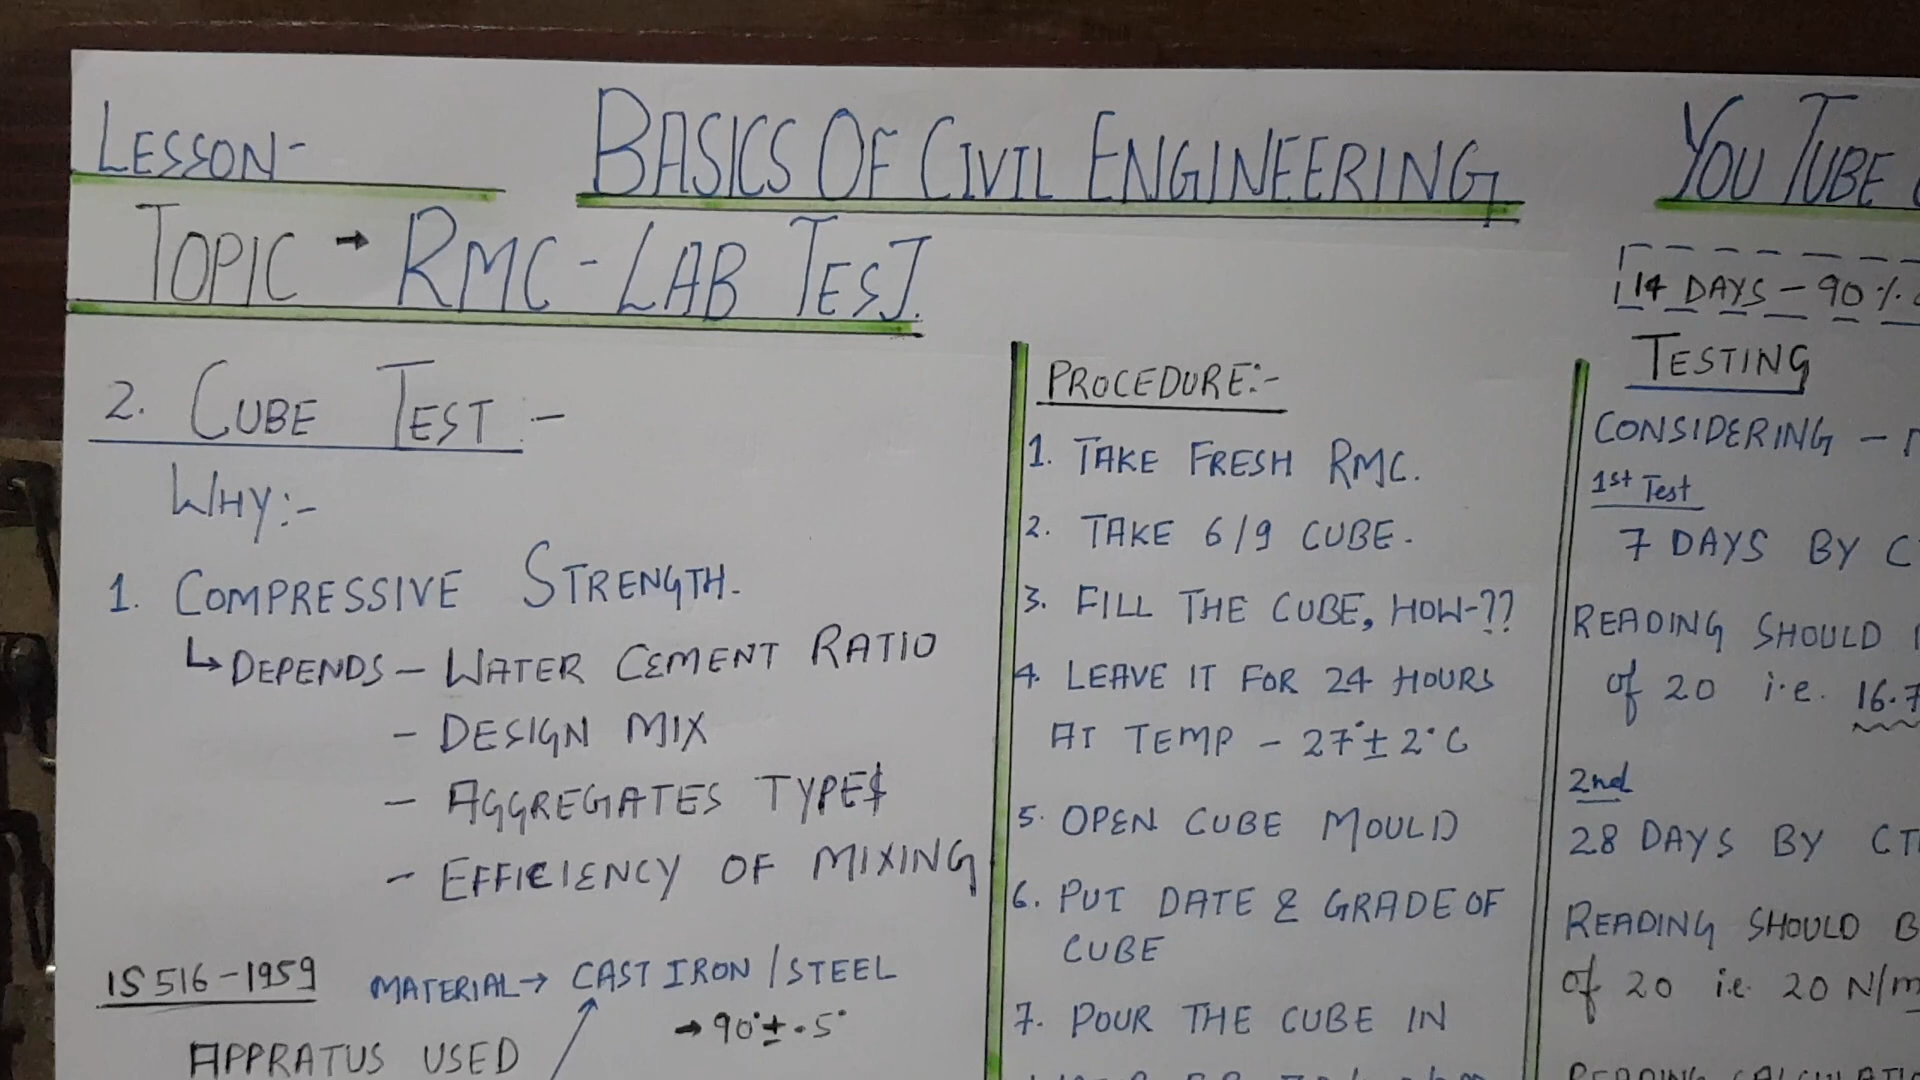 LESSON-
BASICS OF CIVIL ENGINEERING
YOU TUBE
TOPIC → RMC-LAB TEST.
2. CUBE TEST :-
WHY:-
1. COMPRESSIVE STRENGTH.
↳ DEPENDS - WATER CEMENT RATIO
- DESIGN MIX
- AGGREGATES TYPES
- EFFICIENCY OF MIXING
IS 516-1959
MATERIAL → CAST IRON / STEEL
→ 90°± .5°
APPRATUS USED
PROCEDURE:-
1. TAKE FRESH RMC.
2. TAKE 6/9 CUBE.
3. FILL THE CUBE, HOW-??
4. LEAVE IT FOR 24 HOURS
AT TEMP - 27°± 2°C
5. OPEN CUBE MOULD
6. PUT DATE & GRADE OF
CUBE
7. POUR THE CUBE IN
14 DAYS - 90%
TESTING
CONSIDERING -
1st Test
7 DAYS BY
READING SHOULD
of 20 i.e. 16.7
2nd
28 DAYS BY
READING SHOULD
of 20 i.e. 20 N/m